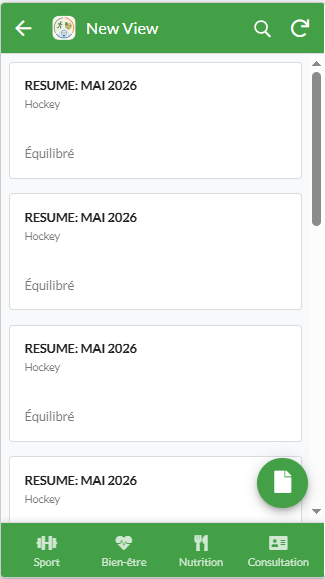 New View
RESUME: MAI 2026
Hockey
Équilibré
RESUME: MAI 2026
Hockey
Équilibré
RESUME: MAI 2026
Hockey
Équilibré
RESUME: MAI 2026
Hockey
Sport
Bien-être
Nutrition
Consultation